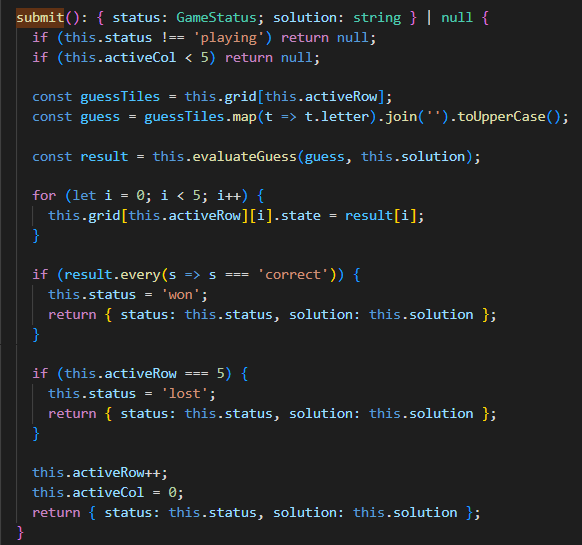 submit(): { status: GameStatus; solution: string } | null {
if (this.status !== 'playing') return null;
if (this.activeCol < 5) return null;
const guessTiles = this.grid[this.activeRow];
const guess = guessTiles.map(t => t.letter).join('').toUpperCase();
const result = this.evaluateGuess(guess, this.solution);
for (let i = 0; i < 5; i++) {
this.grid[this.activeRow][i].state = result[i];
}
if (result.every(s => s === 'correct')) {
this.status = 'won';
return { status: this.status, solution: this.solution };
}
if (this.activeRow === 5) {
this.status = 'lost';
return { status: this.status, solution: this.solution };
}
this.activeRow++;
this.activeCol = 0;
return { status: this.status, solution: this.solution };
}